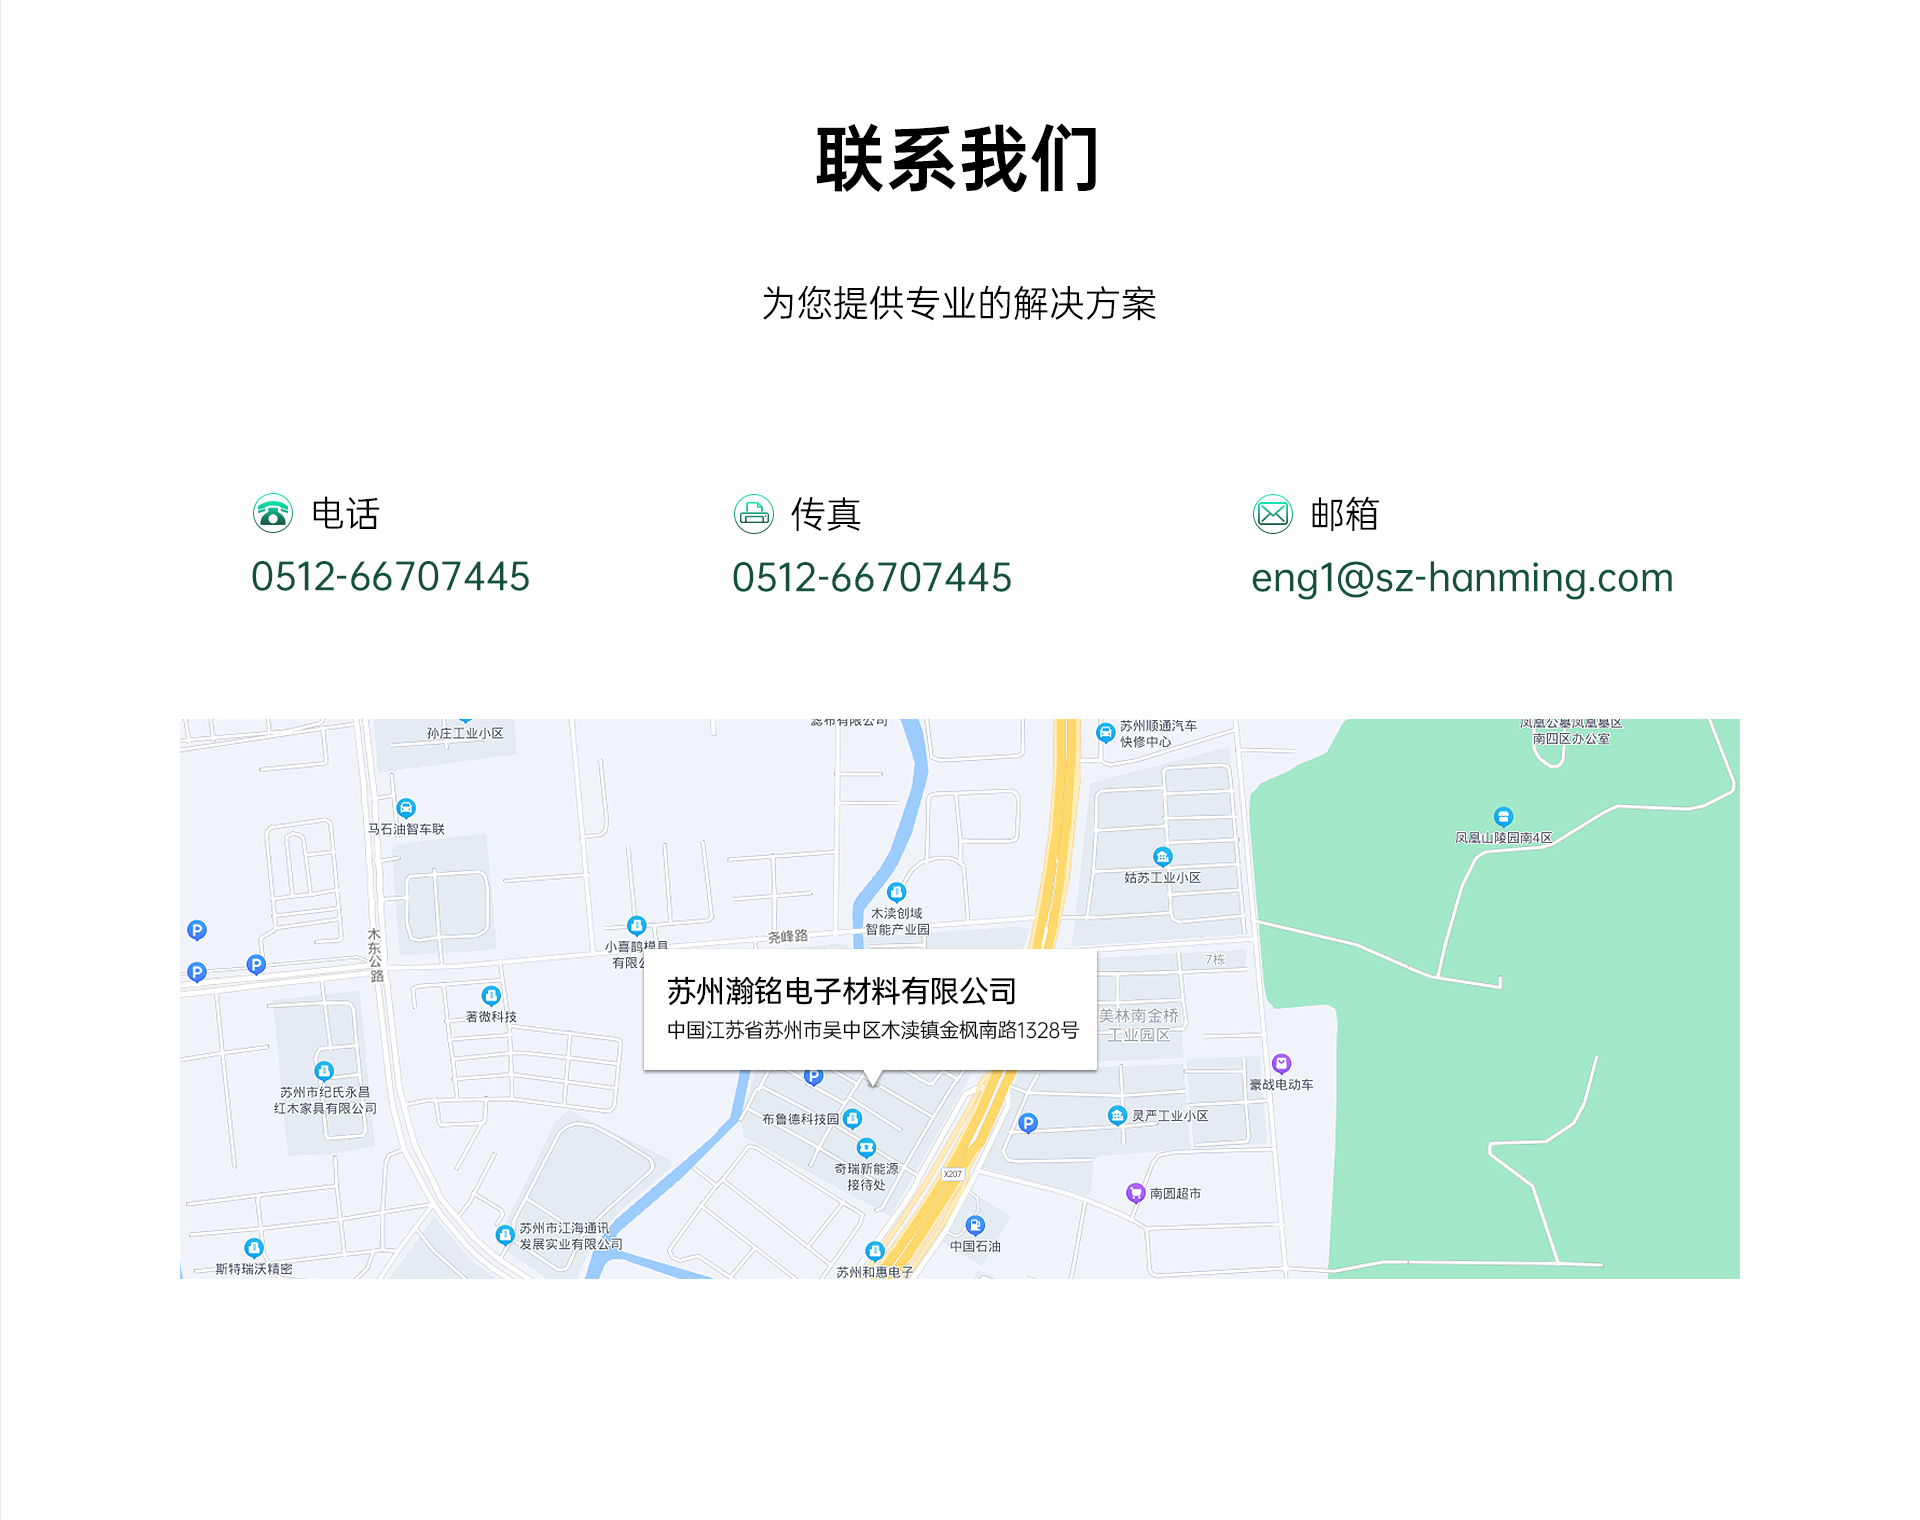 联系我们
为您提供专业的解决方案
电话
0512-66707445
传真
0512-66707445
邮箱
eng1@sz-hanming.com
孙庄工业小区
滤布有限公司
苏州顺通汽车
快修中心
凤凰公墓凤凰墓区
南四区办公室
马石油智车联
凤凰山陵园南4区
姑苏工业小区
木渎创域
智能产业园
木东公路
小喜鹊模具
有限公
尧峰路
7栋
苏州瀚铭电子材料有限公司
中国江苏省苏州市吴中区木渎镇金枫南路1328号
著微科技
美林南金桥
工业园区
苏州市纪氏永昌
红木家具有限公司
豪战电动车
布鲁德科技园
灵严工业小区
奇瑞新能源
接待处
X207
南圆超市
苏州市江海通讯
发展实业有限公司
中国石油
斯特瑞沃精密
苏州和惠电子
P
P
P
P
P